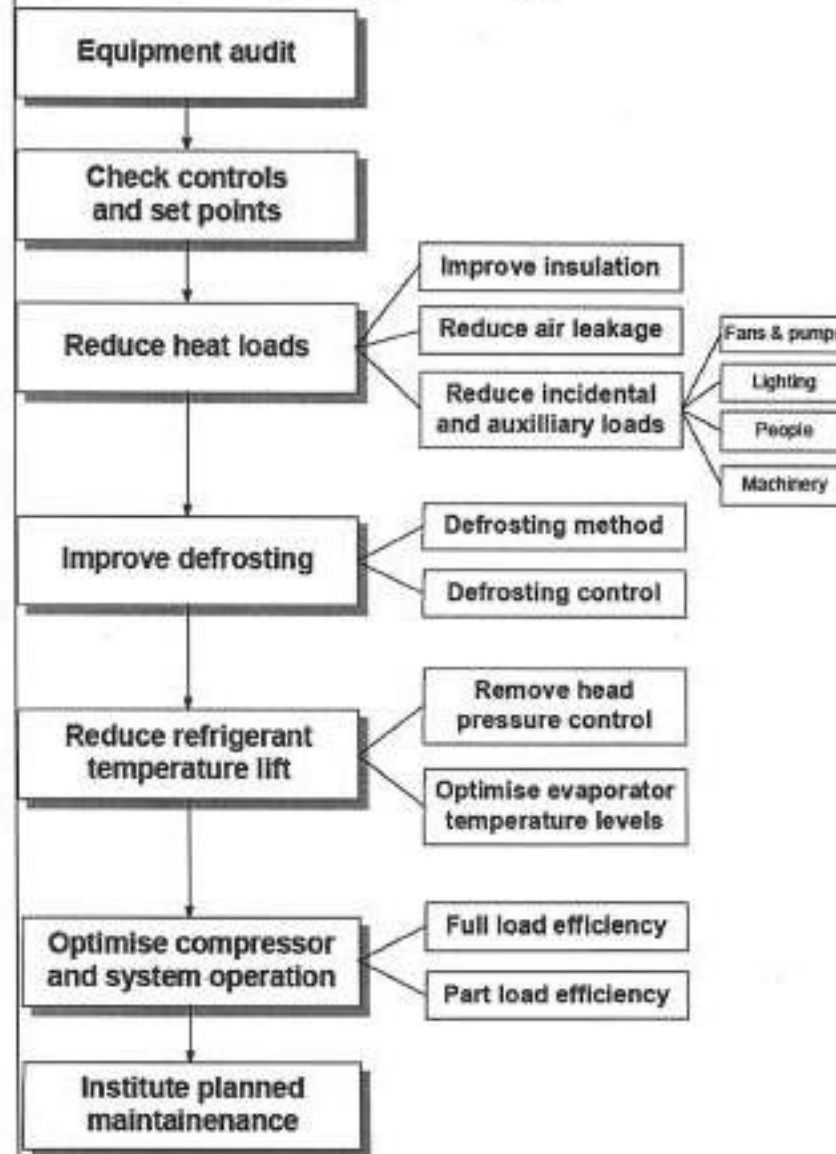 Equipment audit
Check controls
and set points
Reduce heat loads
Improve insulation
Reduce air leakage
Reduce incidental
and auxilliary loads
Fans & pumps
Lighting
People
Machinery
Improve defrosting
Defrosting method
Defrosting control
Reduce refrigerant
temperature lift
Remove head
pressure control
Optimise evaporator
temperature levels
Optimise compressor
and system operation
Full load efficiency
Part load efficiency
Institute planned
maintainenance